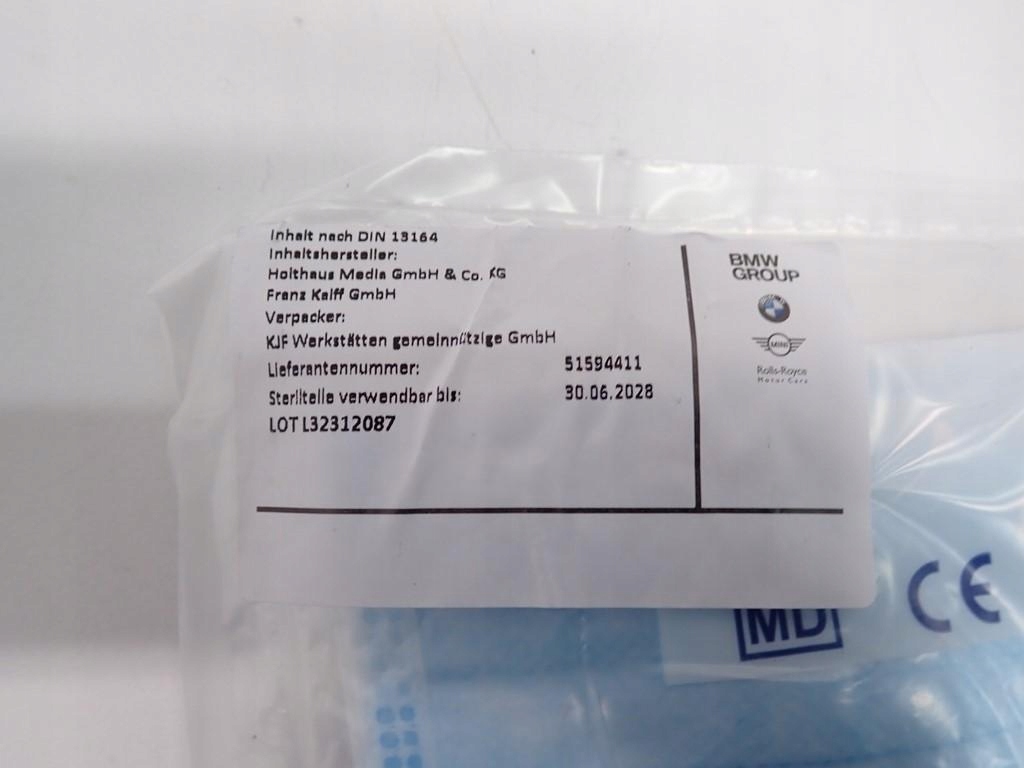 Inhalt nach DIN 13164
Inhaltshersteller:
Holthaus Media GmbH & Co. KG
Franz Kalff GmbH
Verpacker:
KJF Werkstätten gemeinnützige GmbH
Lieferantennummer: 51594411
Sterilteile verwendbar bis: 30.06.2028
LOT L32312087
BMW
GROUP
MINI
Rolls-Royce
Motor Cars
MD CE